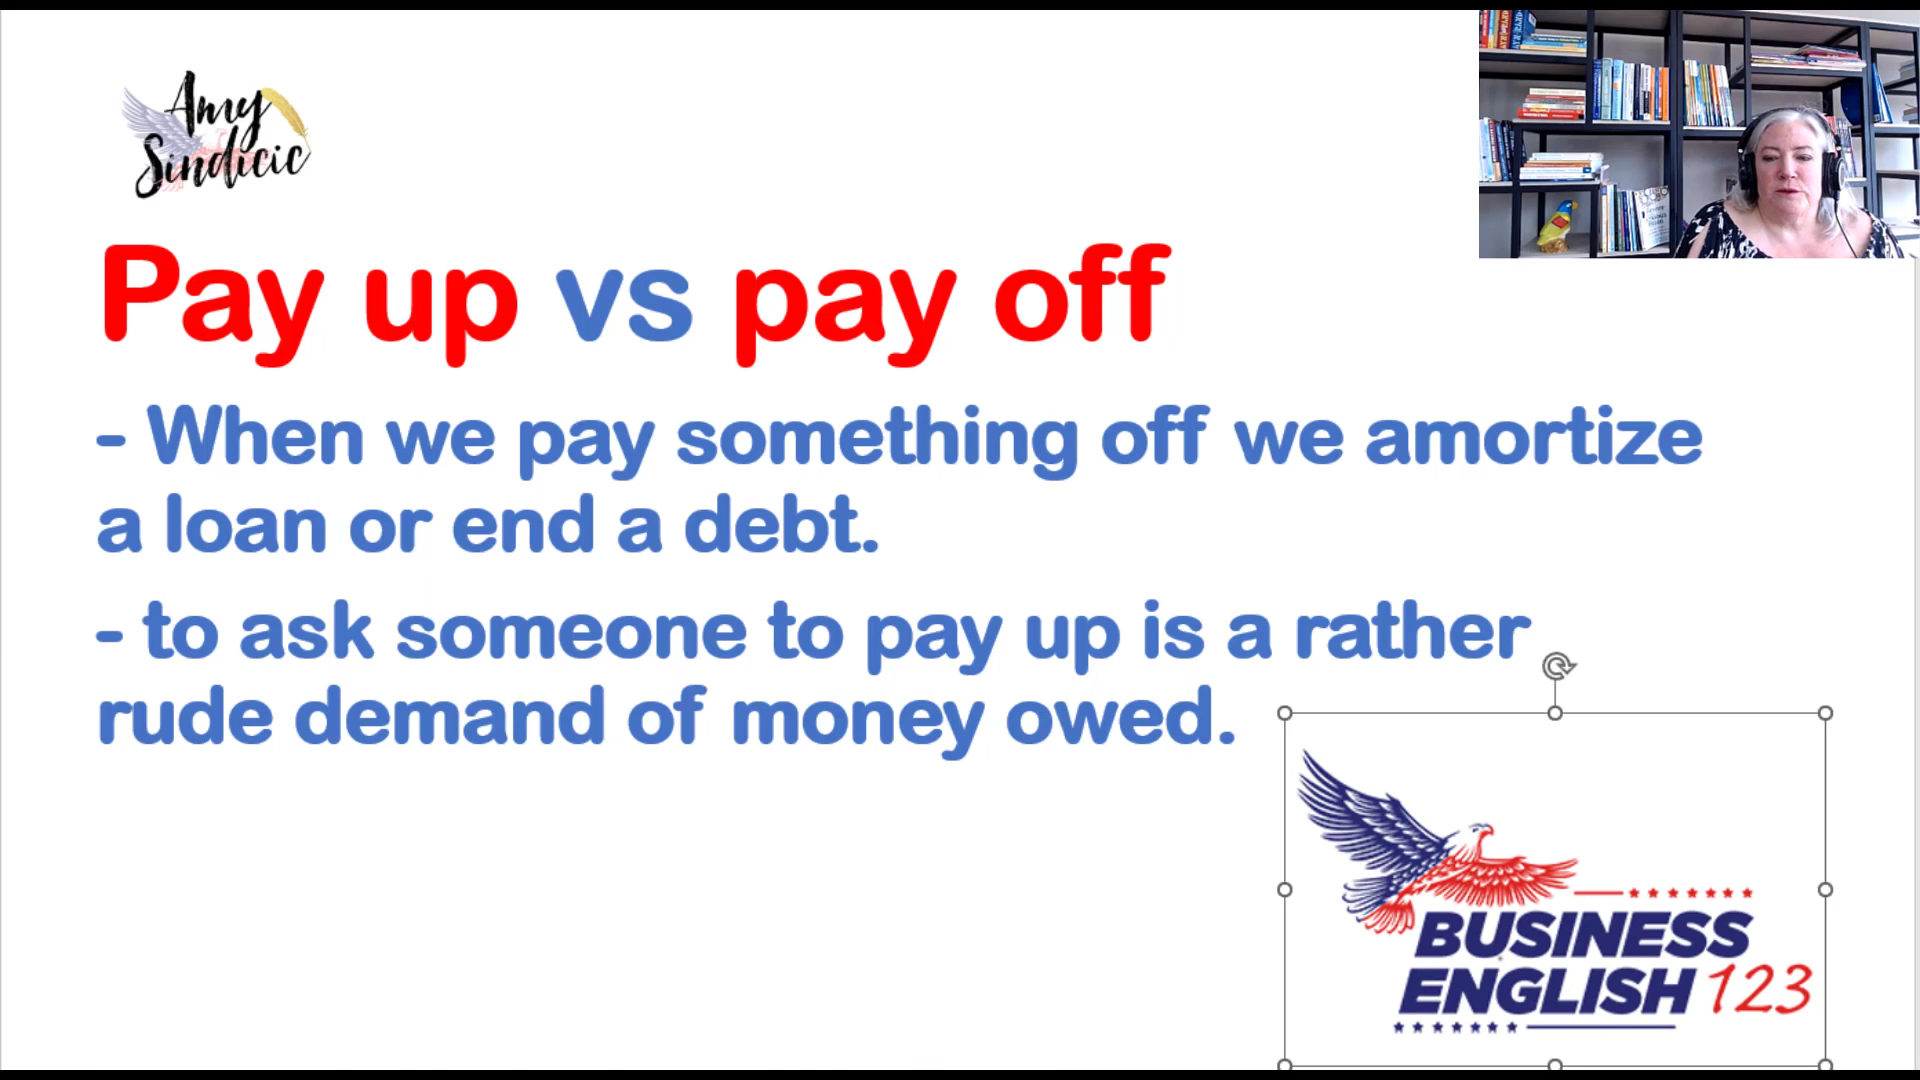 Amy
Sindicic
Pay up vs pay off
- When we pay something off we amortize
a loan or end a debt.
- to ask someone to pay up is a rather
rude demand of money owed.
BUSINESS
ENGLISH 123